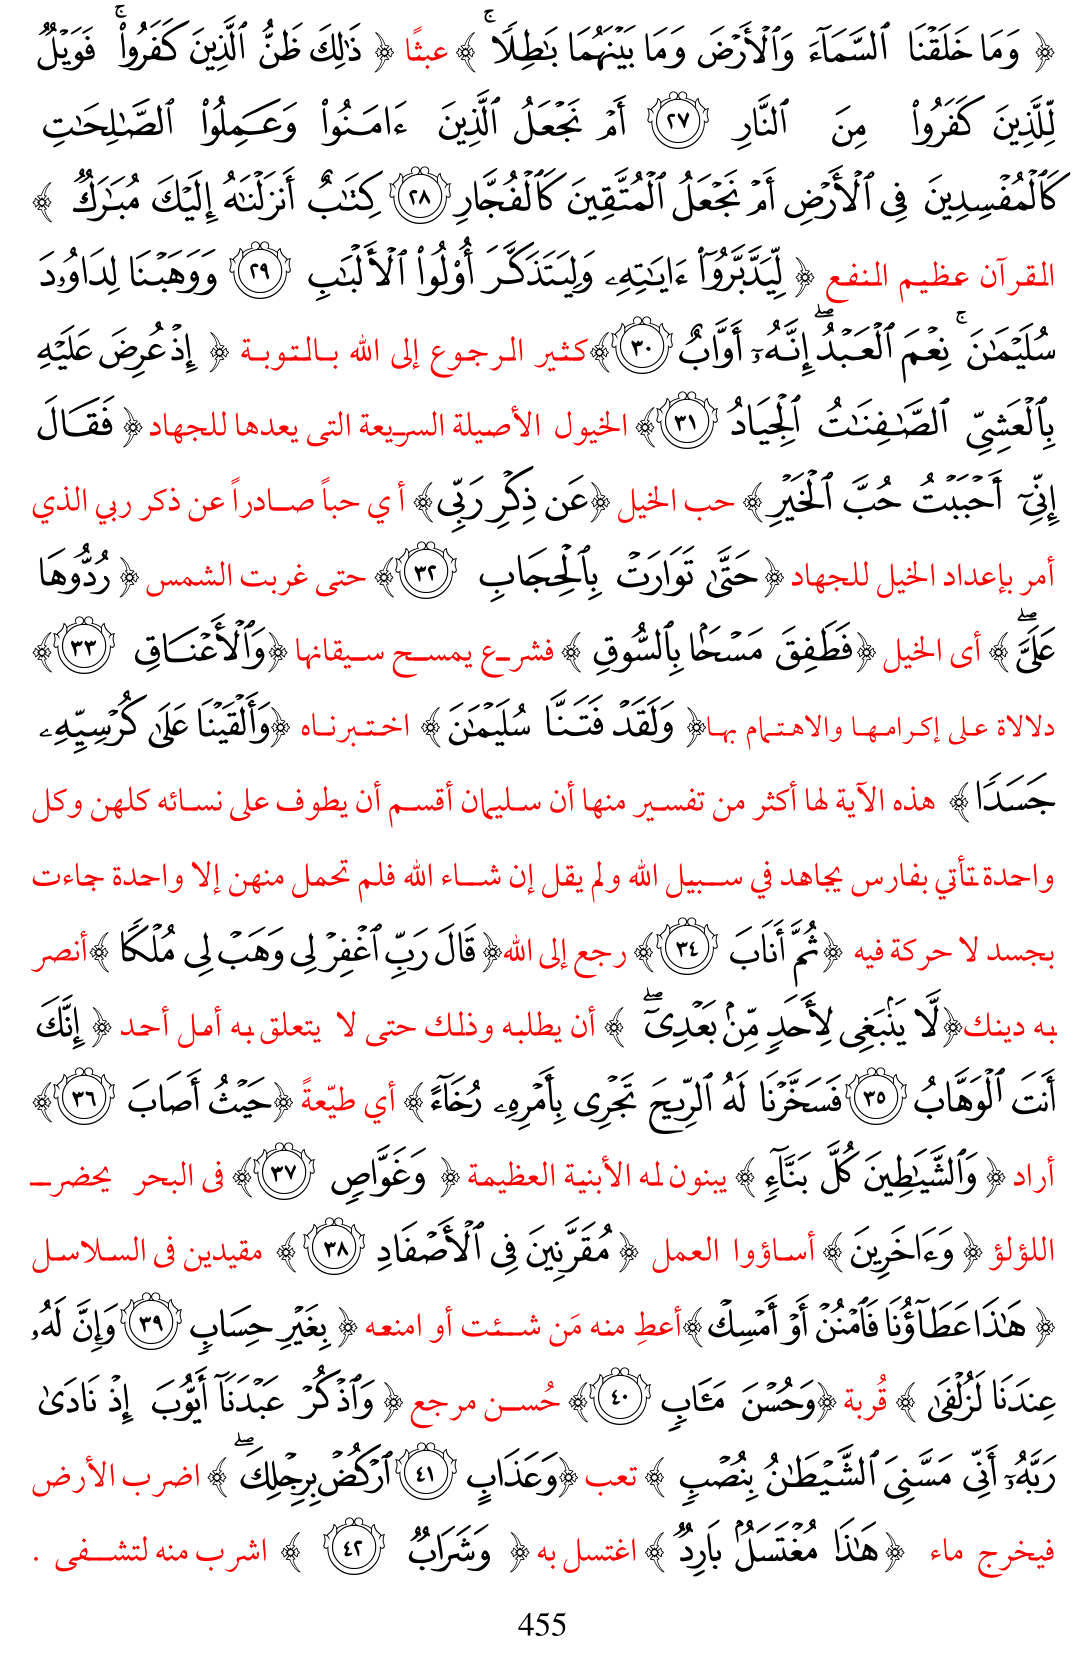 ﴿ وَمَا خَلَقْنَا ٱلسَّمَآءَ وَٱلْأَرْضَ وَمَا بَيْنَهُمَا بَٰطِلًا ۚ ﴾ عبثًا ﴿ ذَٰلِكَ ظَنُّ ٱلَّذِينَ كَفَرُوا۟ ۚ فَوَيْلٌ
لِّلَّذِينَ كَفَرُوا۟ مِنَ ٱلنَّارِ ٢٧ أَمْ نَجْعَلُ ٱلَّذِينَ ءَامَنُوا۟ وَعَمِلُوا۟ ٱلصَّٰلِحَٰتِ
كَٱلْمُفْسِدِينَ فِى ٱلْأَرْضِ أَمْ نَجْعَلُ ٱلْمُتَّقِينَ كَٱلْفُجَّارِ ٢٨ كِتَٰبٌ أَنزَلْنَٰهُ إِلَيْكَ مُبَٰرَكٌ ﴾
القرآن عظيم المنفع ﴿ لِّيَدَّبَّرُوٓا۟ ءَايَٰتِهِۦ وَلِيَتَذَكَّرَ أُو۟لُوا۟ ٱلْأَلْبَٰبِ ٢٩ وَوَهَبْنَا لِدَاوُۥدَ
سُلَيْمَٰنَ ۚ نِعْمَ ٱلْعَبْدُ ۖ إِنَّهُۥٓ أَوَّابٌ ٣٠ ﴾كثير الرجوع إلى الله بالتوبة ﴿ إِذْ عُرِضَ عَلَيْهِ
بِٱلْعَشِىِّ ٱلصَّٰفِنَٰتُ ٱلْجِيَادُ ٣١ ﴾ الخيول الأصيلة السريعة التى يعدها للجهاد ﴿ فَقَالَ
إِنِّىٓ أَحْبَبْتُ حُبَّ ٱلْخَيْرِ ﴾ حب الخيل ﴿عَن ذِكْرِ رَبِّى﴾ أي حباً صادراً عن ذكر ربي الذي
أمر بإعداد الخيل للجهاد ﴿ حَتَّىٰ تَوَارَتْ بِٱلْحِجَابِ ٣٢ ﴾ حتى غربت الشمس ﴿ رُدُّوهَا
عَلَىَّ ۖ ﴾ أى الخيل ﴿فَطَفِقَ مَسْحًۢا بِٱلسُّوقِ ﴾ فشرع يمسح سيقانها ﴿وَٱلْأَعْنَاقِ ٣٣ ﴾
دلالاة على إكرامها والاهتمام بها﴿ وَلَقَدْ فَتَنَّا سُلَيْمَٰنَ ﴾ اختبرناه ﴿وَأَلْقَيْنَا عَلَىٰ كُرْسِيِّهِۦ
جَسَدًا ﴾ هذه الآية لها أكثر من تفسير منها أن سليمان أقسم أن يطوف على نسائه كلهن وكل
واحدة تأتي بفارس يجاهد في سبيل الله ولم يقل إن شاء الله فلم تحمل منهن إلا واحدة جاءت
بجسد لا حركة فيه ﴿ ثُمَّ أَنَابَ ٣٤ ﴾ رجع إلى الله﴿ قَالَ رَبِّ ٱغْفِرْ لِى وَهَبْ لِى مُلْكًا ﴾أنصر
به دينك﴿لَّا يَنۢبَغِى لِأَحَدٍ مِّنۢ بَعْدِىٓ ۖ ﴾ أن يطلبه وذلك حتى لا يتعلق به أمل أحد ﴿ إِنَّكَ
أَنتَ ٱلْوَهَّابُ ٣٥ فَسَخَّرْنَا لَهُ ٱلرِّيحَ تَجْرِى بِأَمْرِهِۦ رُخَآءً ﴾ أي طيّعةً ﴿حَيْثُ أَصَابَ ٣٦ ﴾
أراد ﴿ وَٱلشَّيَٰطِينَ كُلَّ بَنَّآءٍ ﴾ يبنون له الأبنية العظيمة ﴿ وَغَوَّاصٍ ٣٧ ﴾ فى البحر يحضر
اللؤلؤ ﴿ وَءَاخَرِينَ ﴾ أساؤوا العمل ﴿ مُقَرَّنِينَ فِى ٱلْأَصْفَادِ ٣٨ ﴾ مقيدين فى السلاسل
﴿ هَٰذَا عَطَآؤُنَا فَٱمْنُنْ أَوْ أَمْسِكْ ﴾أعطِ منه مَن شئت أو امنعه ﴿ بِغَيْرِ حِسَابٍ ٣٩ وَإِنَّ لَهُۥ
عِندَنَا لَزُلْفَىٰ ﴾ قُربة ﴿وَحُسْنَ مَـَٔابٍ ٤٠ ﴾ حُسن مرجع ﴿ وَٱذْكُرْ عَبْدَنَآ أَيُّوبَ إِذْ نَادَىٰ
رَبَّهُۥٓ أَنِّى مَسَّنِىَ ٱلشَّيْطَٰنُ بِنُصْبٍ ﴾ تعب ﴿وَعَذَابٍ ٤١ ٱرْكُضْ بِرِجْلِكَ ۖ ﴾ اضرب الأرض
فيخرج ماء ﴿ هَٰذَا مُغْتَسَلٌۢ بَارِدٌ ﴾ اغتسل به ﴿ وَشَرَابٌ ٤٢ ﴾ اشرب منه لتشفى .
455